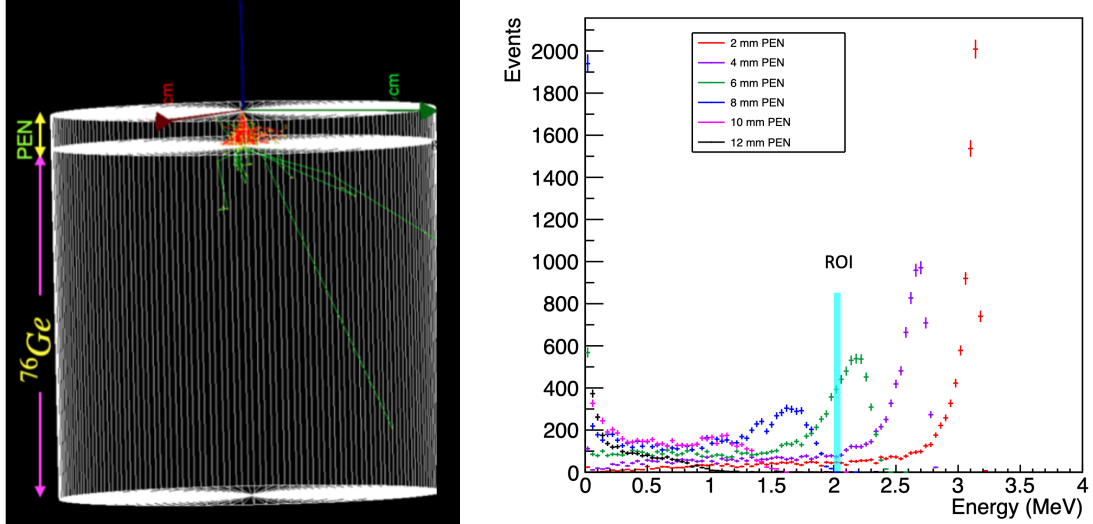 cm
cm
PEN
76Ge
Events
2000
1800
1600
1400
1200
1000
800
600
400
200
0
2 mm PEN
4 mm PEN
6 mm PEN
8 mm PEN
10 mm PEN
12 mm PEN
ROI
0 0.5 1 1.5 2 2.5 3 3.5 4
Energy (MeV)